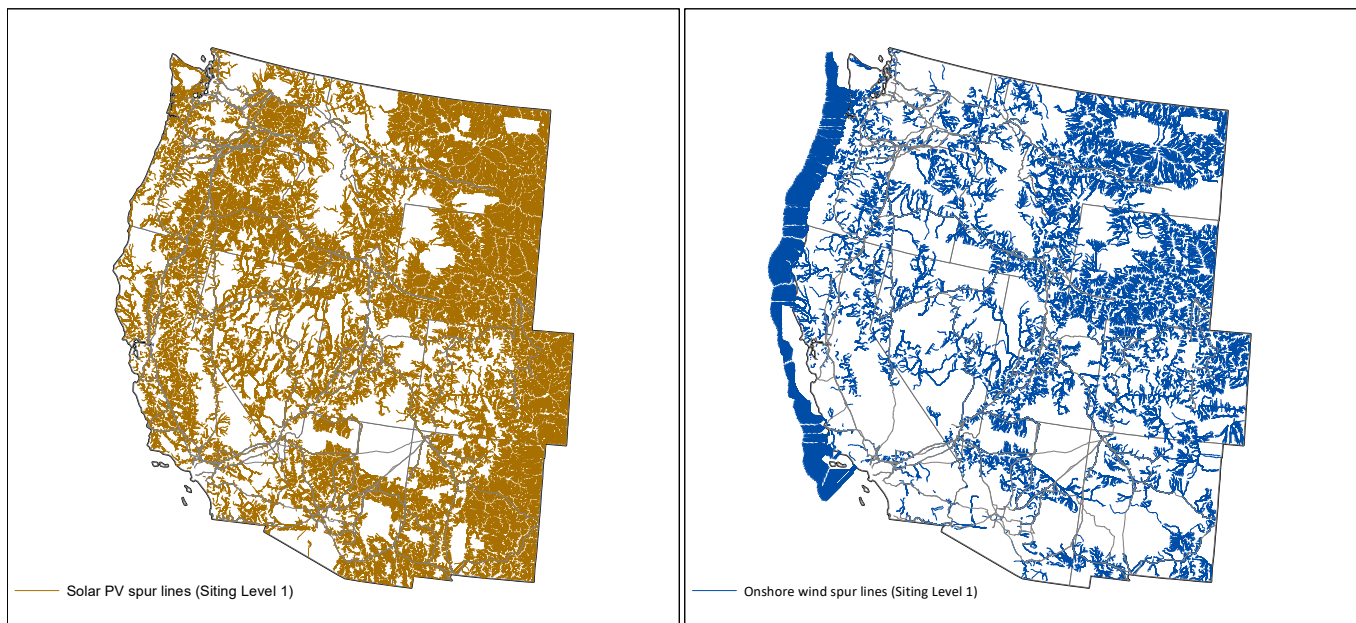 Solar PV spur lines (Siting Level 1)
Onshore wind spur lines (Siting Level 1)